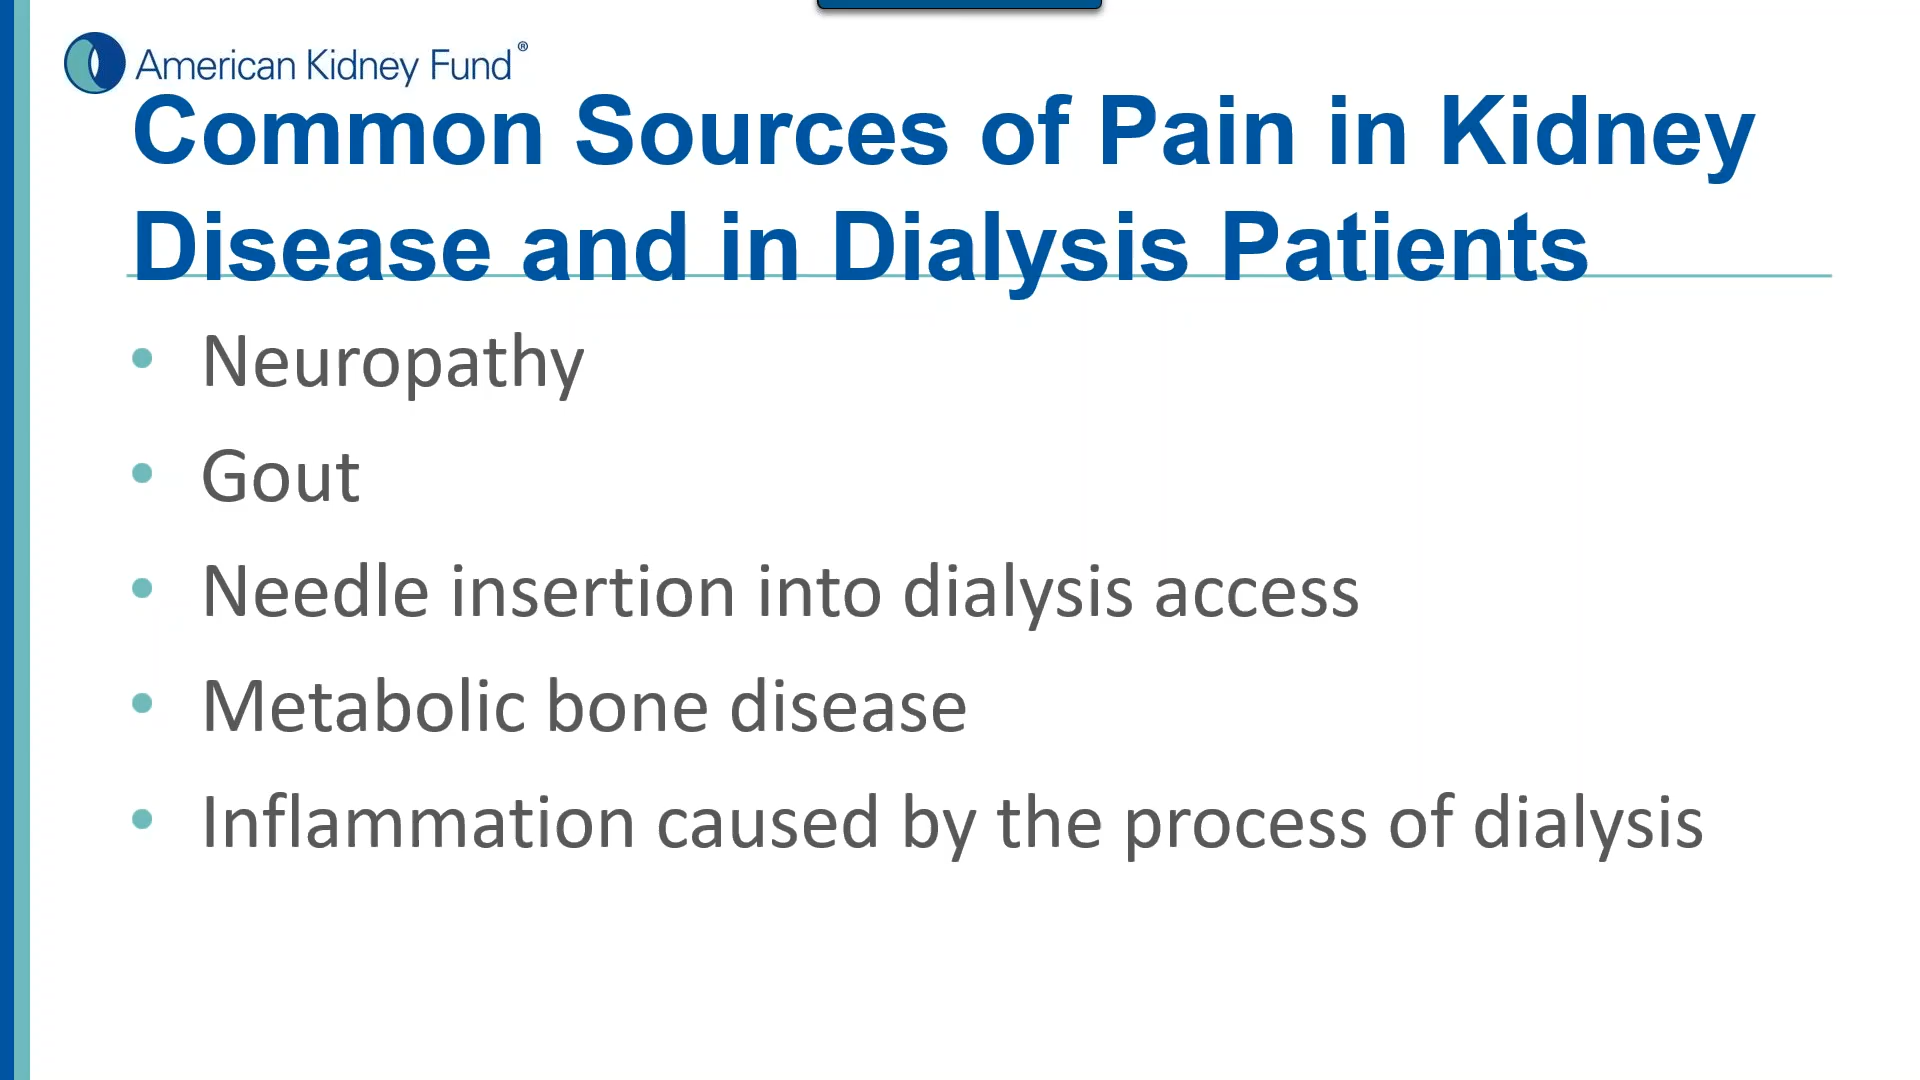 American Kidney Fund®
Common Sources of Pain in Kidney
Disease and in Dialysis Patients
• Neuropathy
• Gout
• Needle insertion into dialysis access
• Metabolic bone disease
• Inflammation caused by the process of dialysis